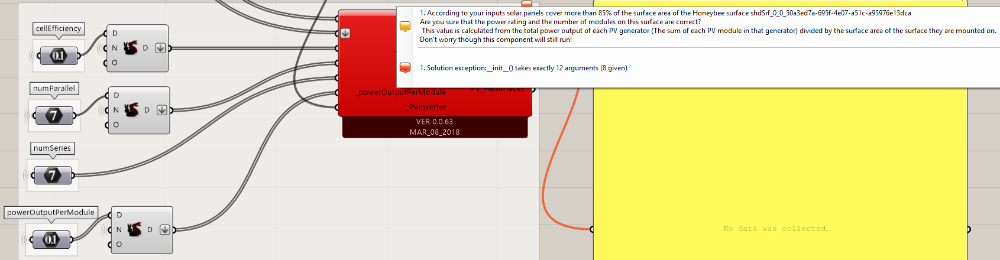 1. According to your inputs solar panels cover more than 85% of the surface area of the Honeybee surface shdSrf_0_0_50a3ed7a-695f-4e07-a51c-a95976e13dca
Are you sure that the power rating and the number of modules on this surface are correct?
This value is calculated from the total power output of each PV generator (The sum of each PV module in that generator) divided by the surface area of the surface they are mounted on.
Don't worry though this component will still run!
1. Solution exception:__init__() takes exactly 12 arguments (8 given)
cellEfficiency
D
N D
O
0.1
numParallel
D
N D
O
7
numSeries
7
powerOutputPerModule
D
N D
O
0.1
_powerOutputPerModule
PV_HBSurfaces
_PVInverter
VER 0.0.63
MAR_08_2018
No data was collected...